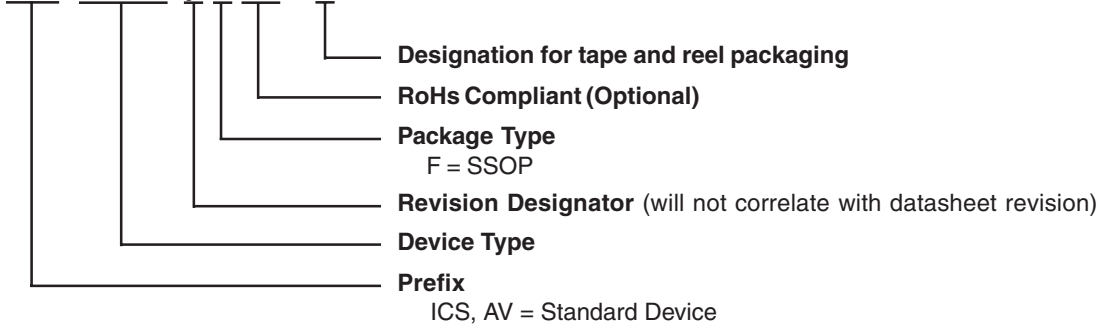 Designation for tape and reel packaging
RoHs Compliant (Optional)
Package Type
F = SSOP
Revision Designator (will not correlate with datasheet revision)
Device Type
Prefix
ICS, AV = Standard Device